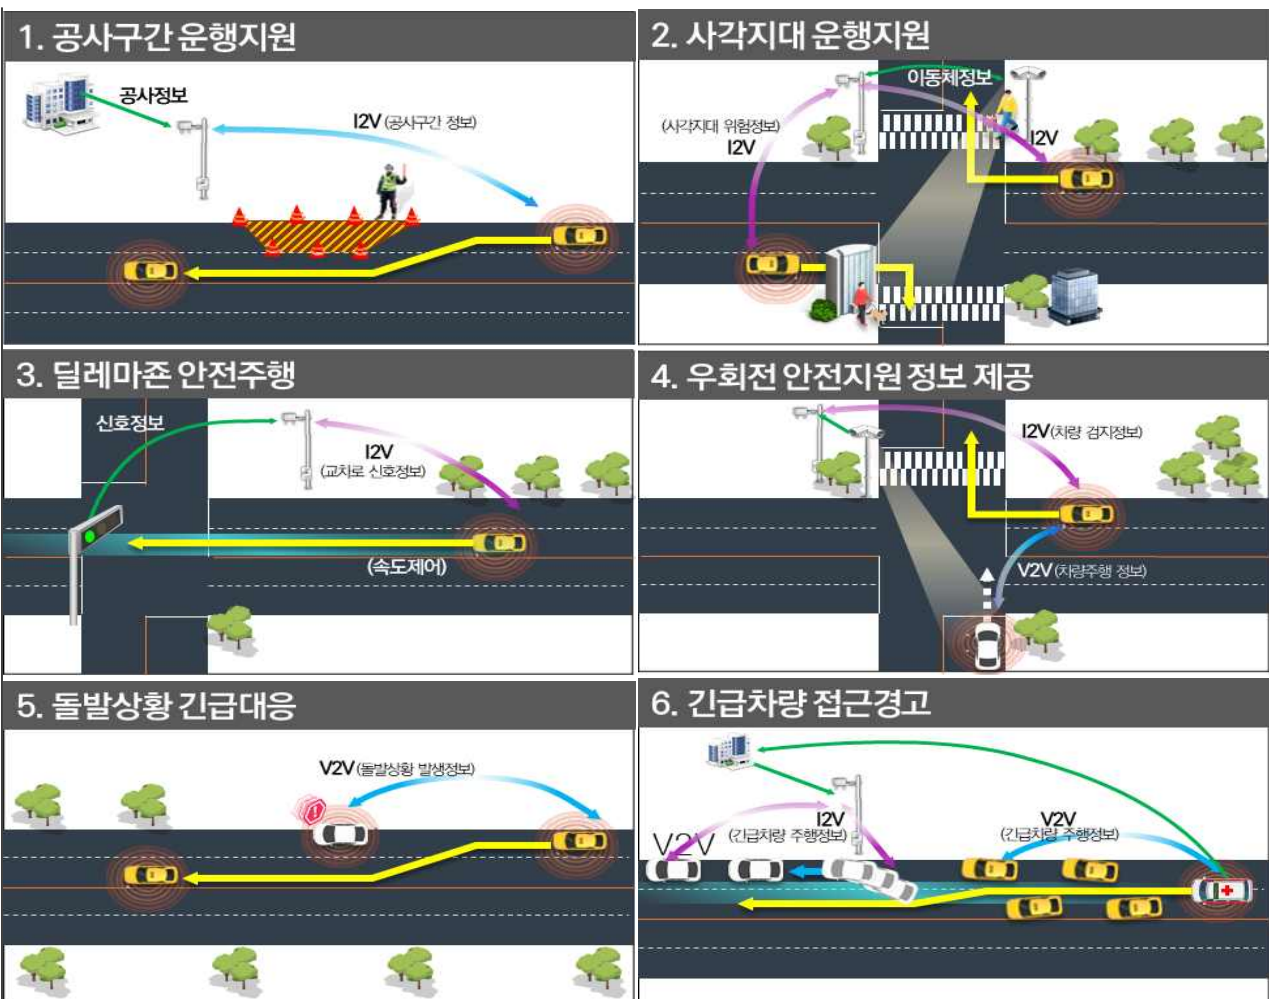 1. 공사구간 운행지원
공사정보
I2V (공사구간 정보)
2. 사각지대 운행지원
이동체정보
(사각지대 위험정보)
I2V
I2V
3. 딜레마죤 안전주행
신호정보
I2V
(교차로 신호정보)
(속도제어)
4. 우회전 안전지원 정보 제공
I2V(차량 검지정보)
V2V(차량주행 정보)
5. 돌발상황 긴급대응
V2V(돌발상황 발생정보)
6. 긴급차량 접근경고
I2V
(긴급차량 주행정보)
V2V
(긴급차량 주행정보)
V2V